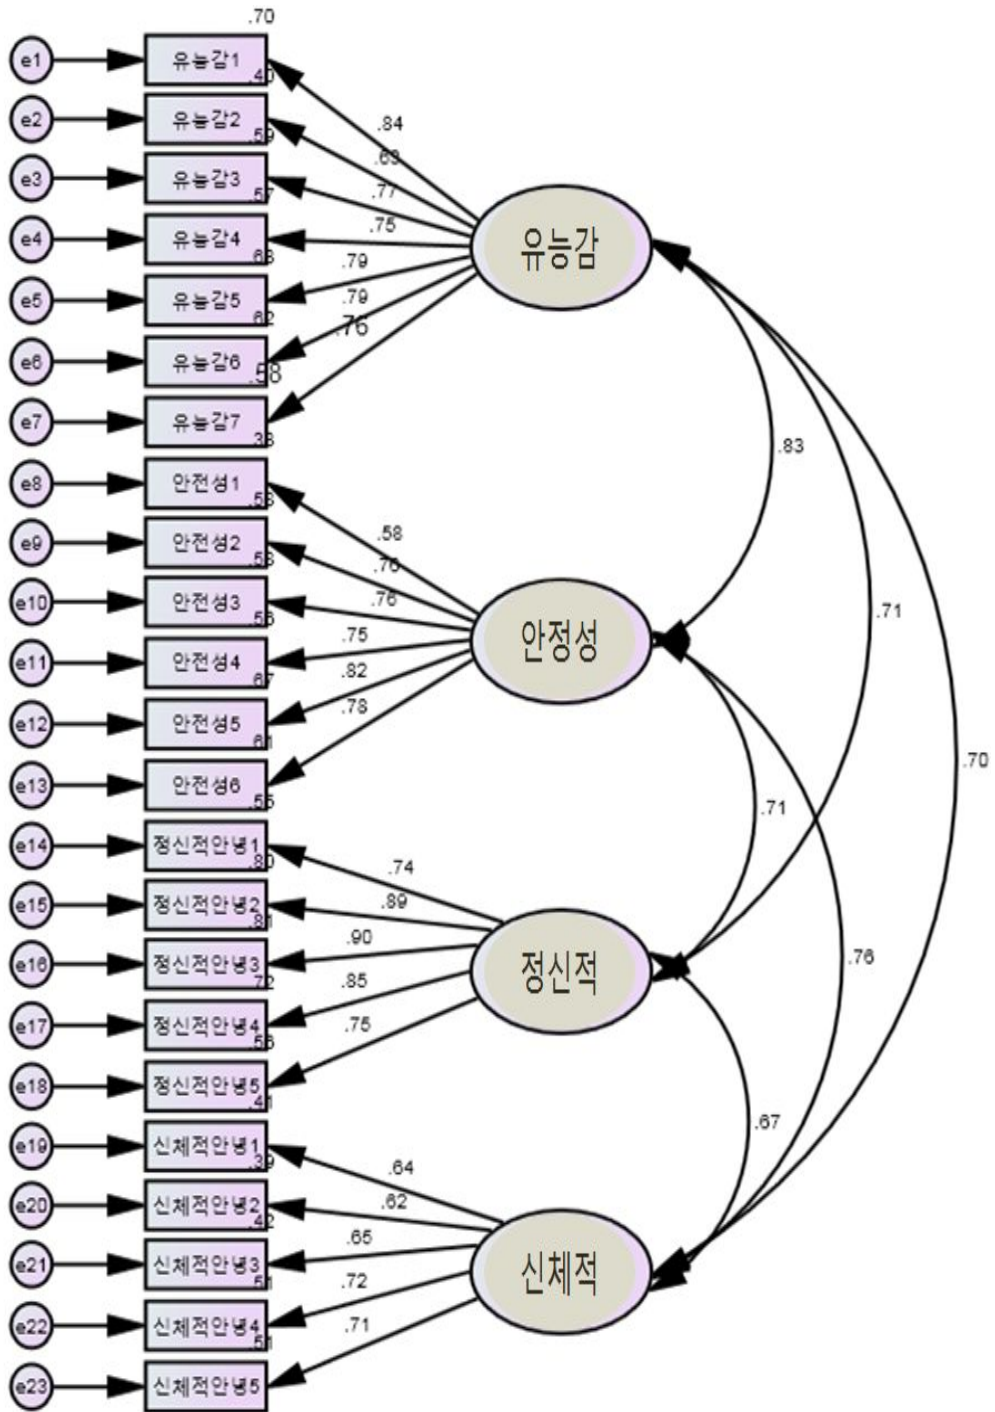 .70
e1 유능감1
.40
.84
e2 유능감2
.59
.63
e3 유능감3
.57
.77
.75
e4 유능감4
.63
.79
e5 유능감5
.62
.79
.76
e6 유능감6
.58
e7 유능감7
.33
유능감
.83
e8 안전성1
.58
.58
e9 안전성2
.58
.76
e10 안전성3
.56
.76
.75
e11 안전성4
.67
.82
e12 안전성5
.61
.78
e13 안전성6
.55
안정성
.71
.70
.71
.76
e14 정신적안녕1
.80
.74
e15 정신적안녕2
.81
.89
e16 정신적안녕3
.72
.90
.85
e17 정신적안녕4
.56
.75
e18 정신적안녕5
.41
정신적
.67
e19 신체적안녕1
.39
.64
e20 신체적안녕2
.42
.62
e21 신체적안녕3
.51
.65
.72
e22 신체적안녕4
.51
.71
e23 신체적안녕5
신체적